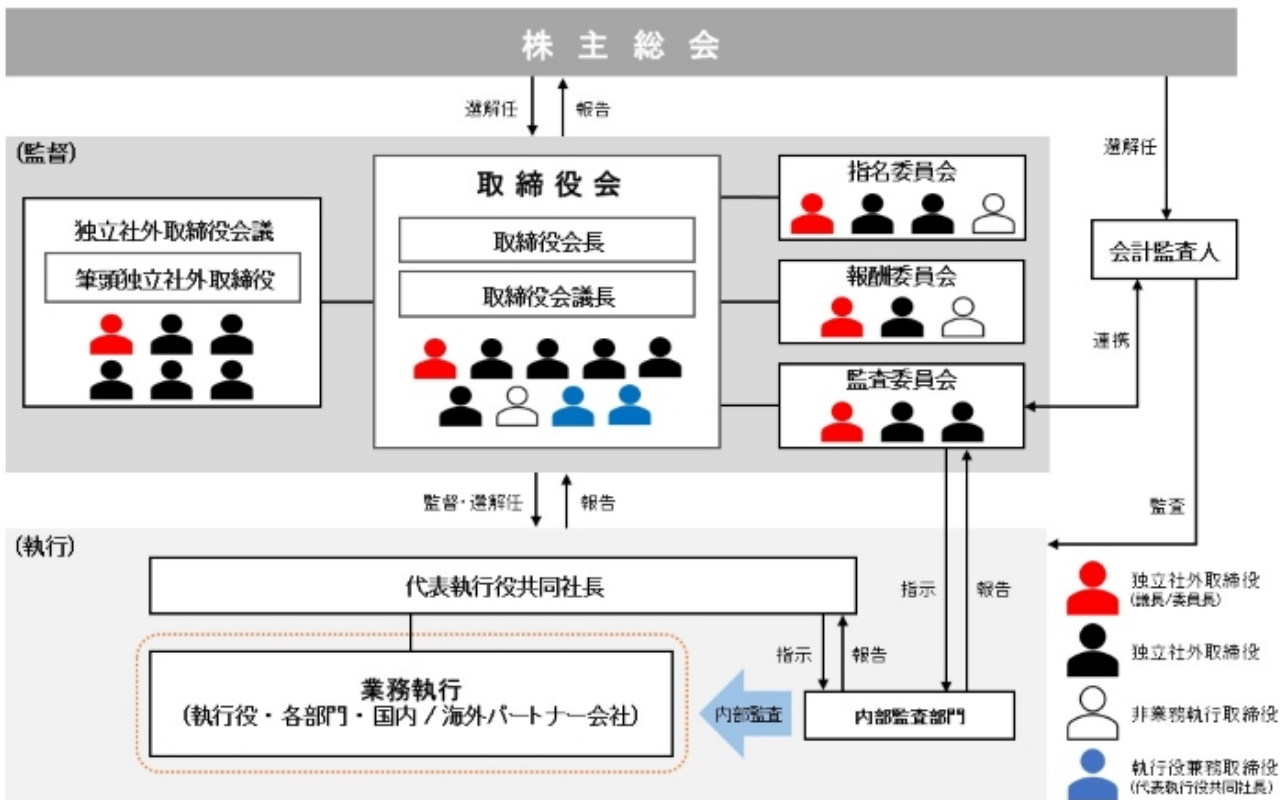 株主総会
選解任
報告
選解任
(監督)
独立社外取締役会議
筆頭独立社外取締役
取締役会
取締役会長
取締役会議長
指名委員会
報酬委員会
監査委員会
会計監査人
連携
監査
監督・選解任
報告
(執行)
代表執行役共同社長
指示
報告
指示
報告
業務執行
(執行役・各部門・国内/海外パートナー会社)
内部監査
内部監査部門
独立社外取締役
(議長/委員長)
独立社外取締役
非業務執行取締役
執行役兼務取締役
(代表執行役共同社長)